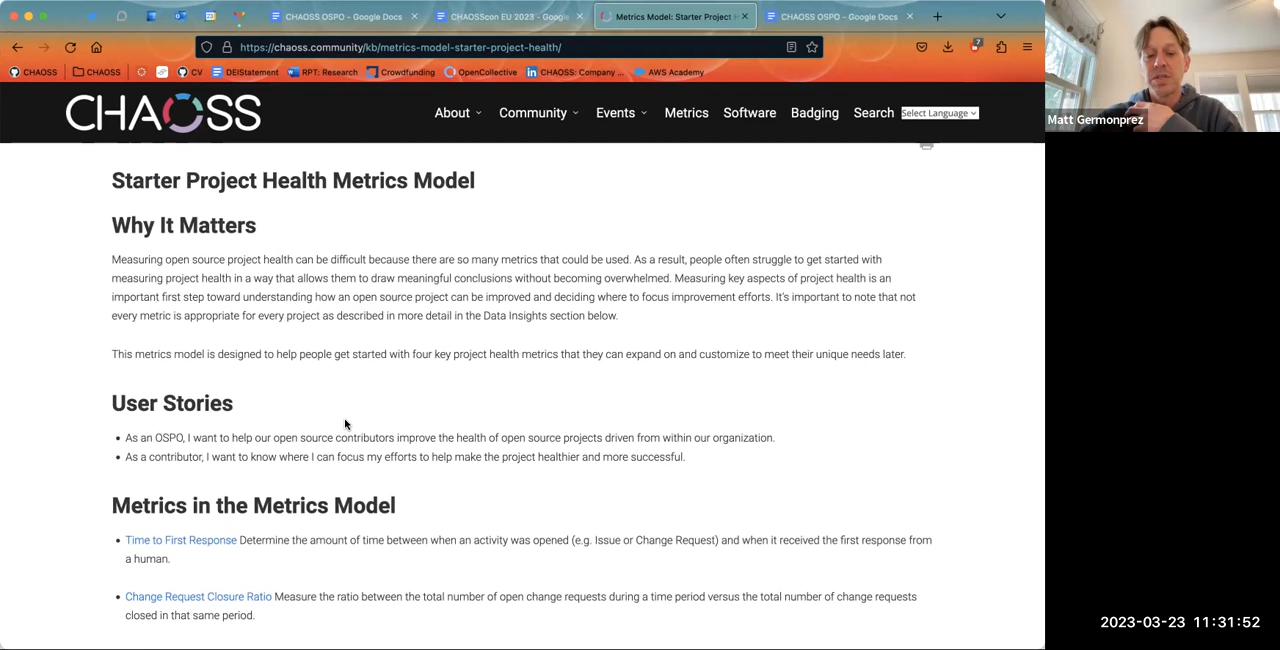 CHAOSS OSPO - Google Docs
CHAOSScon EU 2023 - Google
Metrics Model: Starter Project H
CHAOSS OSPO - Google Docs
https://chaoss.community/kb/metrics-model-starter-project-health/
7
CHAOSS
CHAOSS
CV
DEIStatement
RPT: Research
Crowdfunding
OpenCollective
CHAOSS: Company ...
AWS Academy
CHAOSS
About
Community
Events
Metrics
Software
Badging
Search
Select Language
Matt Germonprez
Starter Project Health Metrics Model
Why It Matters
Measuring open source project health can be difficult because there are so many metrics that could be used. As a result, people often struggle to get started with
measuring project health in a way that allows them to draw meaningful conclusions without becoming overwhelmed. Measuring key aspects of project health is an
important first step toward understanding how an open source project can be improved and deciding where to focus improvement efforts. It's important to note that not
every metric is appropriate for every project as described in more detail in the Data Insights section below.
This metrics model is designed to help people get started with four key project health metrics that they can expand on and customize to meet their unique needs later.
User Stories
• As an OSPO, I want to help our open source contributors improve the health of open source projects driven from within our organization.
• As a contributor, I want to know where I can focus my efforts to help make the project healthier and more successful.
Metrics in the Metrics Model
• Time to First Response Determine the amount of time between when an activity was opened (e.g. Issue or Change Request) and when it received the first response from
a human.
• Change Request Closure Ratio Measure the ratio between the total number of open change requests during a time period versus the total number of change requests
closed in that same period.
2023-03-23 11:31:52